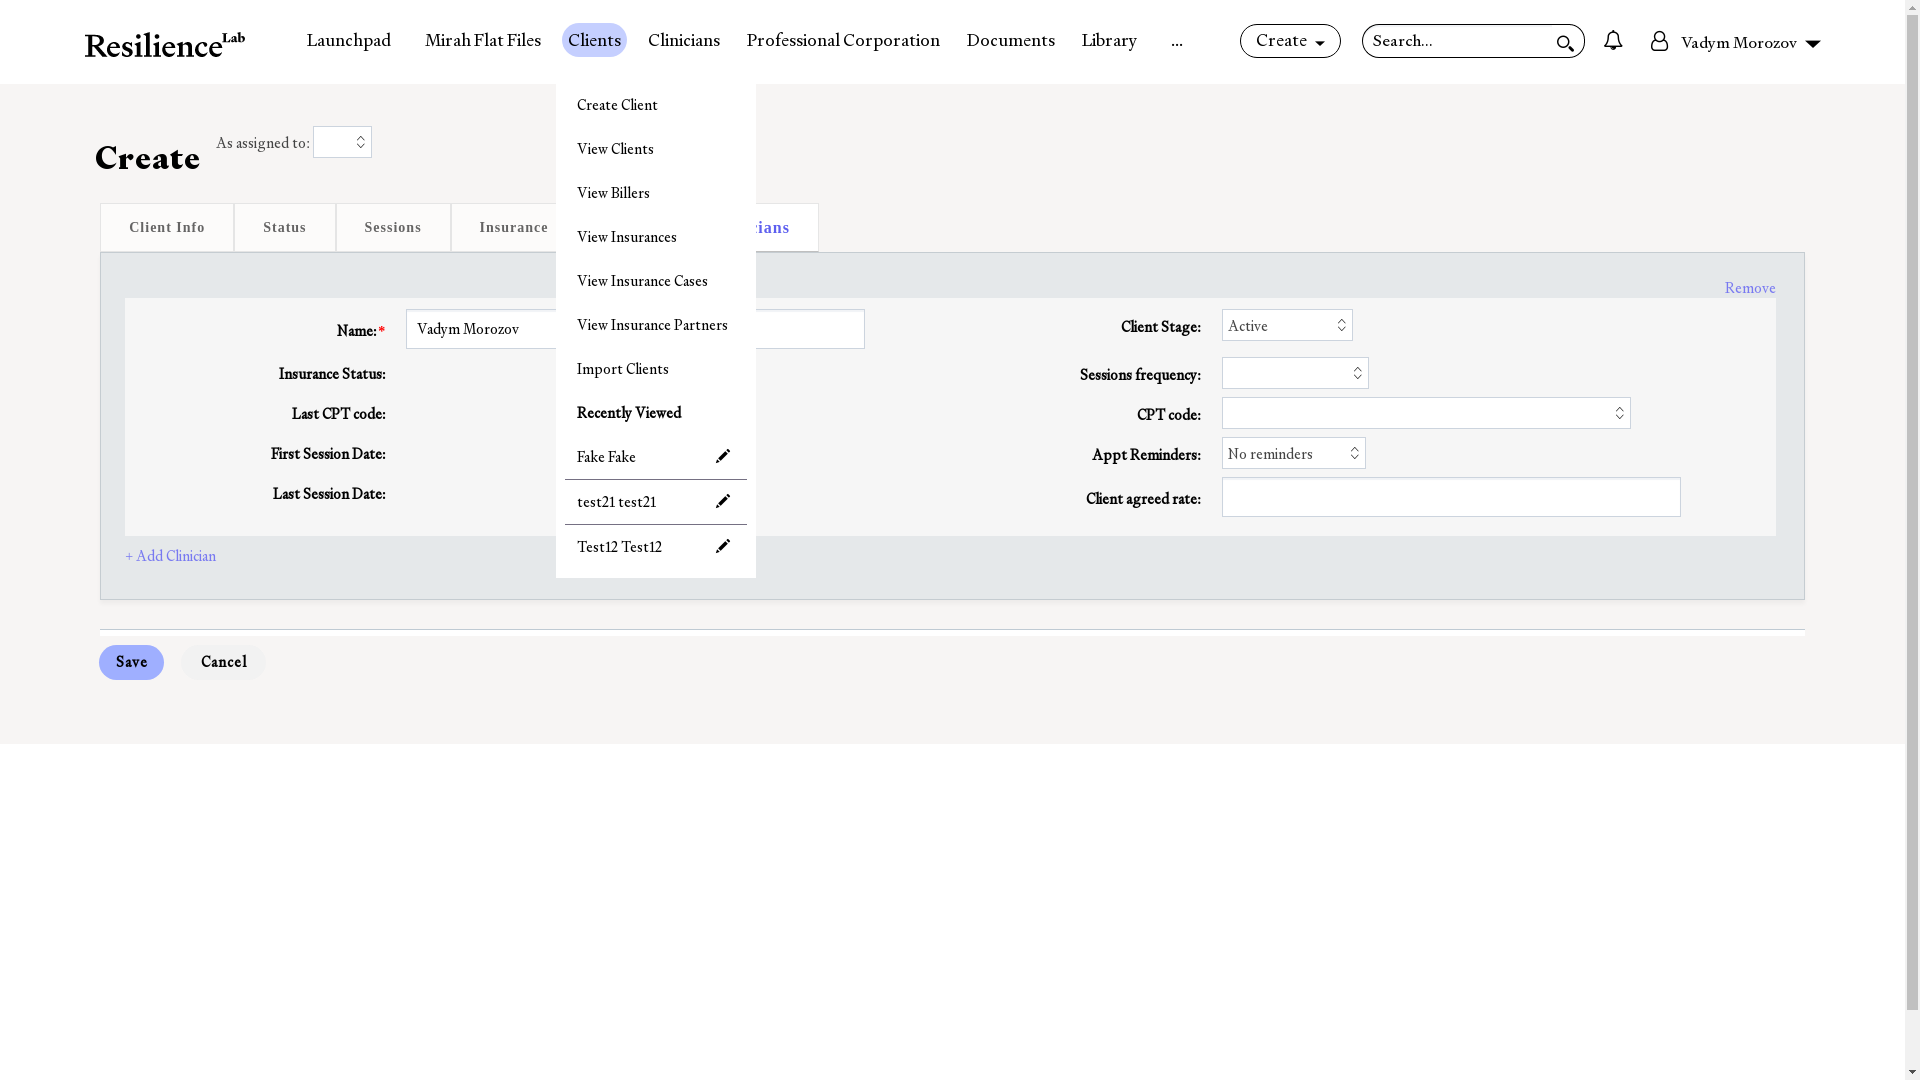 ResilienceLab
Launchpad
Mirah Flat Files
Clients
Clinicians
Professional Corporation
Documents
Library
...
Create
Search...
Vadym Morozov
Create Client
View Clients
View Billers
View Insurances
View Insurance Cases
View Insurance Partners
Import Clients
Recently Viewed
Fake Fake
test21 test21
Test12 Test12
Create
As assigned to:
Client Info
Status
Sessions
Insurance
cians
Remove
Name:*
Vadym Morozov
Insurance Status:
Last CPT code:
First Session Date:
Last Session Date:
Client Stage:
Active
Sessions frequency:
CPT code:
Appt Reminders:
No reminders
Client agreed rate:
+ Add Clinician
Save
Cancel